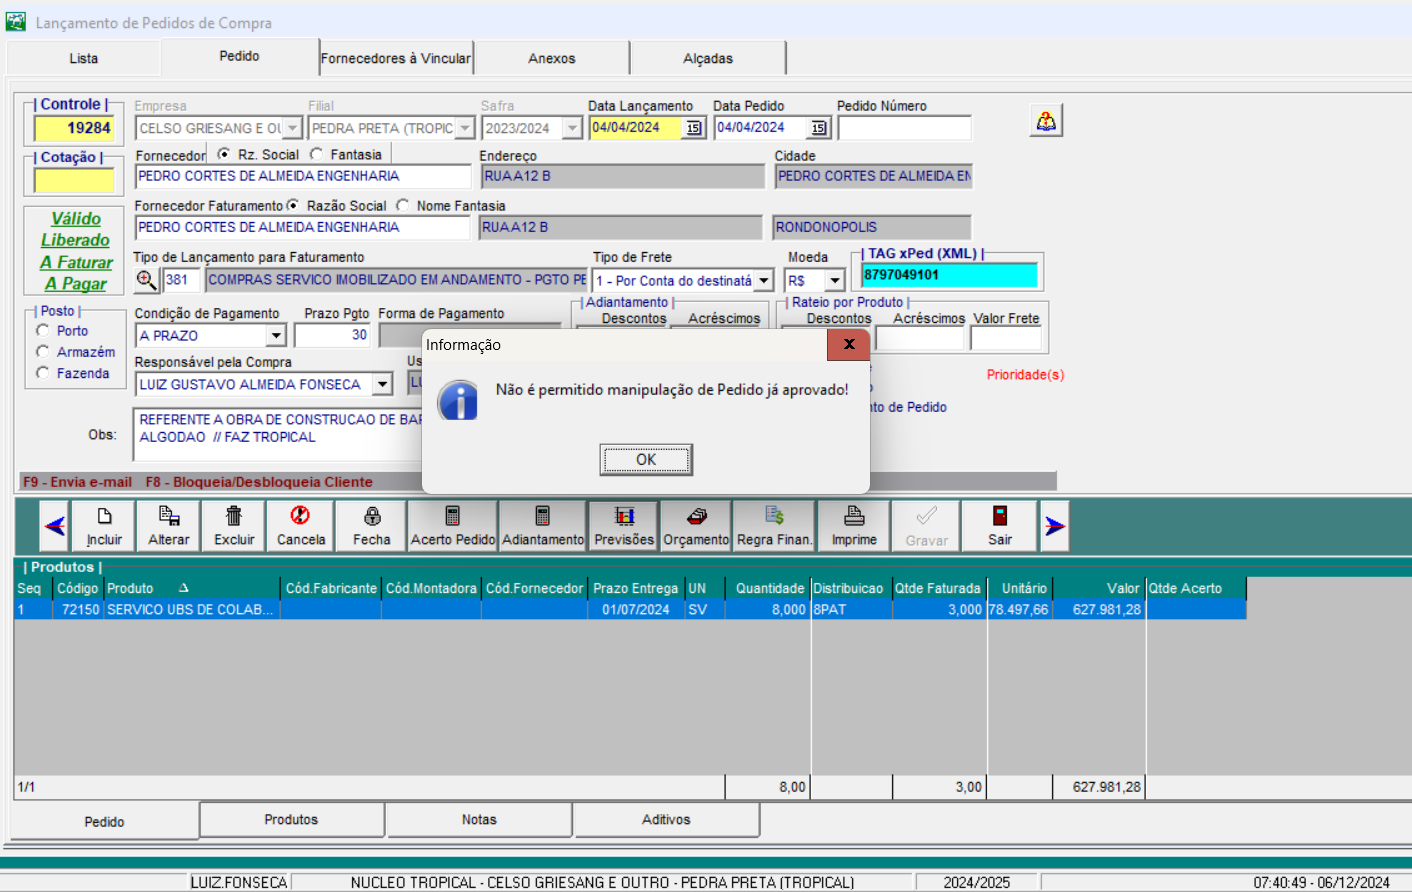 Lançamento de Pedidos de Compra
Lista Pedido Fornecedores à Vincular Anexos Alçadas
| Controle | Empresa Filial Safra Data Lançamento Data Pedido Pedido Número
19284 CELSO GRIESANG E OU PEDRA PRETA (TROPIC 2023/2024 04/04/2024 15 04/04/2024 15
| Cotação | Fornecedor Rz. Social Fantasia Endereço Cidade
PEDRO CORTES DE ALMEIDA ENGENHARIA RUA A12 B PEDRO CORTES DE ALMEIDA EN
Fornecedor Faturamento Razão Social Nome Fantasia
Válido
PEDRO CORTES DE ALMEIDA ENGENHARIA RUA A12 B RONDONOPOLIS
Liberado
A Faturar
A Pagar
Tipo de Lançamento para Faturamento Tipo de Frete Moeda | TAG xPed (XML) |
381 COMPRAS SERVICO IMOBILIZADO EM ANDAMENTO - PGTO PE 1 - Por Conta do destinatá R$ 8797049101
| Posto | Condição de Pagamento Prazo Pgto Forma de Pagamento | Adiantamento | | Rateio por Produto |
Descontos Acréscimos Descontos Acréscimos Valor Frete
Porto A PRAZO 30
Armazém
Fazenda
Responsável pela Compra Us
LUIZ GUSTAVO ALMEIDA FONSECA LU
Prioridade(s)
to de Pedido
Obs: REFERENTE A OBRA DE CONSTRUCAO DE BAR
ALGODAO // FAZ TROPICAL
Informação
x
Não é permitido manipulação de Pedido já aprovado!
OK
F9 - Envia e-mail F8 - Bloqueia/Desbloqueia Cliente
Incluir Alterar Excluir Cancela Fecha Acerto Pedido Adiantamento Previsões Orçamento Regra Finan. Imprime Gravar Sair
| Produtos |
Seq Código Produto Cód.Fabricante Cód.Montadora Cód.Fornecedor Prazo Entrega UN Quantidade Distribuicao Qtde Faturada Unitário Valor Qtde Acerto
1 72150 SERVICO UBS DE COLAB... 01/07/2024 SV 8,000 8PAT 3,000 78.497,66 627.981,28
1/1 8,00 3,00 627.981,28
Pedido Produtos Notas Aditivos
LUIZ.FONSECA NUCLEO TROPICAL - CELSO GRIESANG E OUTRO - PEDRA PRETA (TROPICAL) 2024/2025 07:40:49 - 06/12/2024